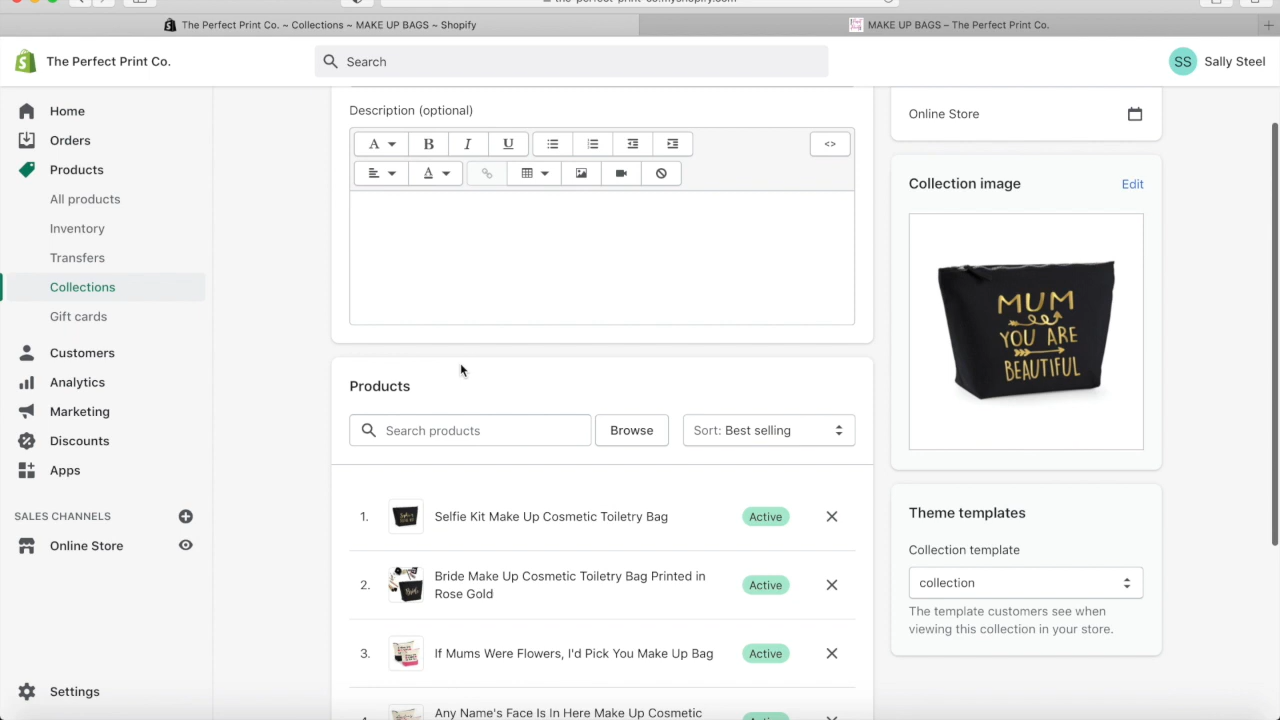 the-perfect-print-co.myshopify.com
The Perfect Print Co. ~ Collections ~ MAKE UP BAGS ~ Shopify
MAKE UP BAGS – The Perfect Print Co.
The Perfect Print Co.
Search
SS
Sally Steel
Home
Orders
Products
All products
Inventory
Transfers
Collections
Gift cards
Customers
Analytics
Marketing
Discounts
Apps
SALES CHANNELS
Online Store
Settings
Description (optional)
A B I U <>
A
Products
Search products
Browse
Sort: Best selling
1. Selfie Kit Make Up Cosmetic Toiletry Bag Active
2. Bride Make Up Cosmetic Toiletry Bag Printed in
Rose Gold Active
3. If Mums Were Flowers, I'd Pick You Make Up Bag Active
Any Name's Face Is In Here Make Up Cosmetic
Online Store
Collection image
Edit
MUM
YOU ARE
BEAUTIFUL
Theme templates
Collection template
collection
The template customers see when
viewing this collection in your store.